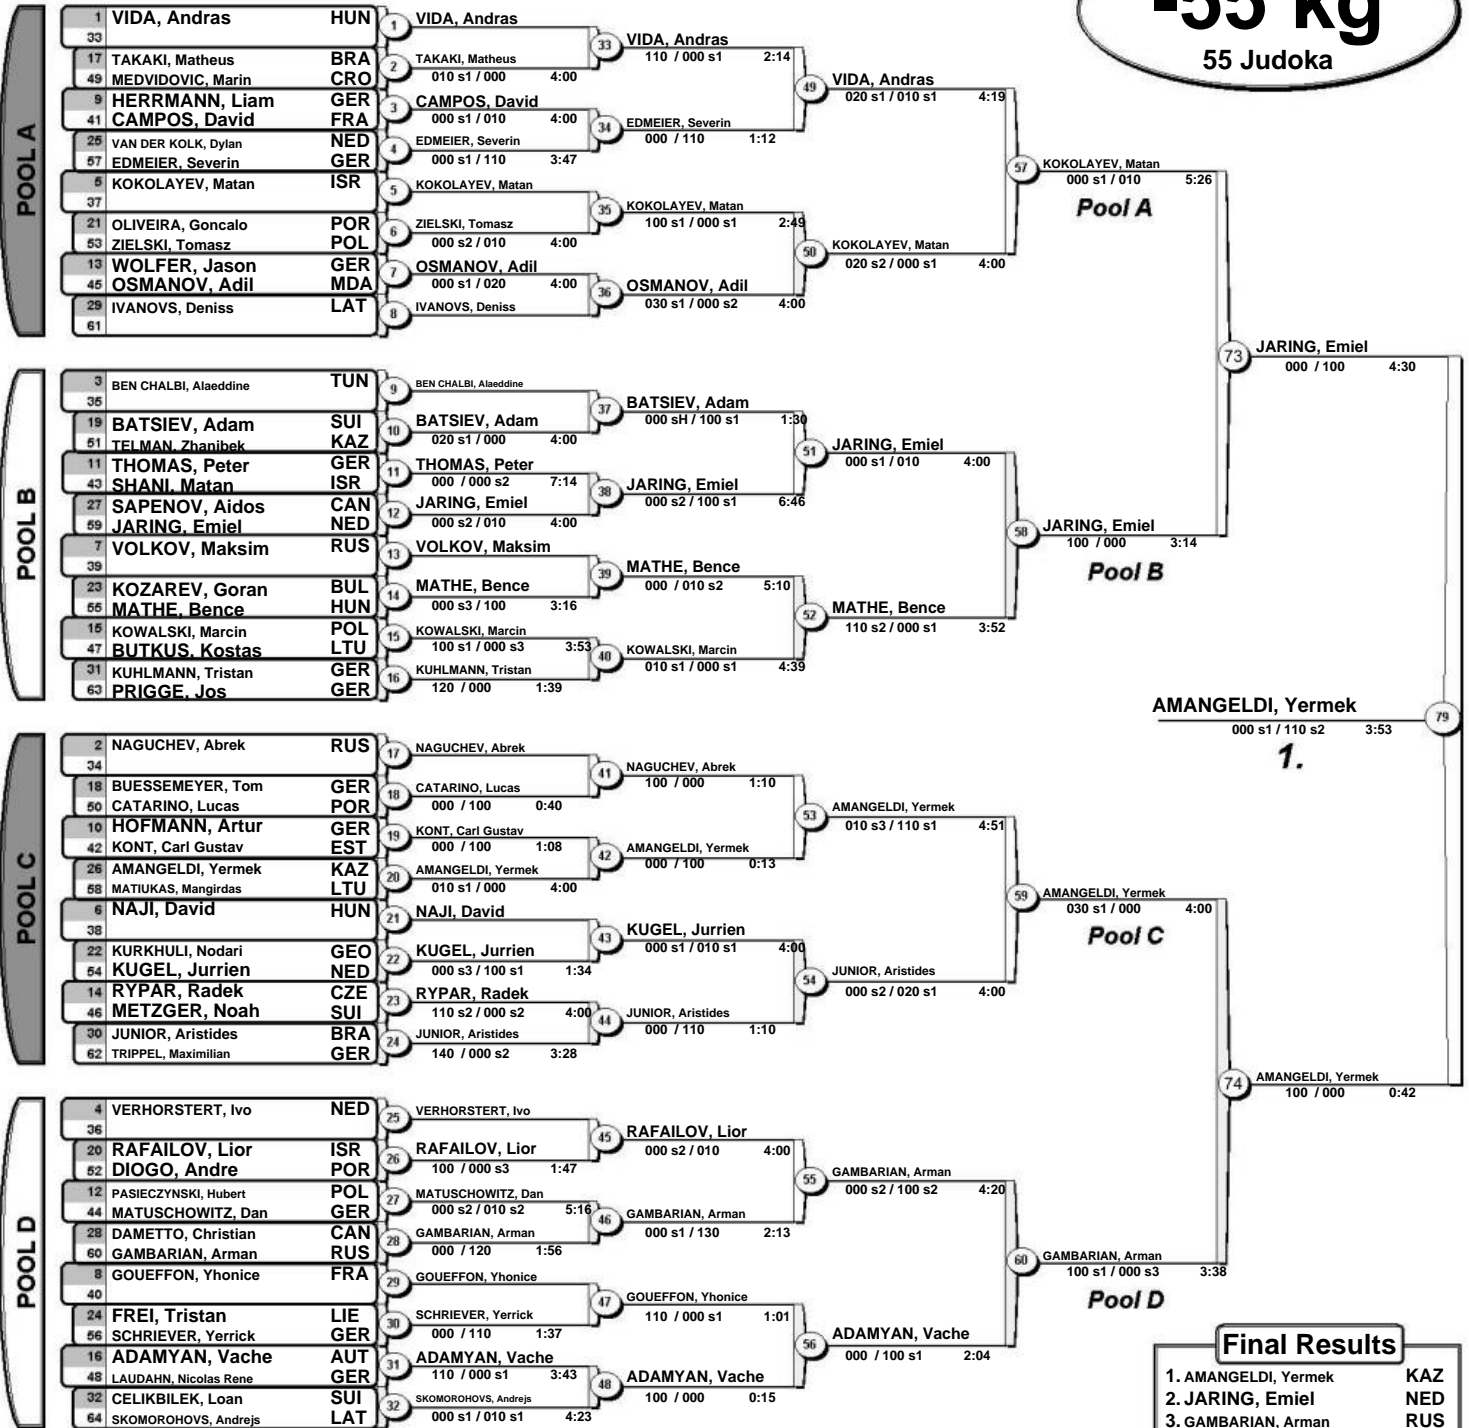 -55 kg
55 Judoka
POOL A
1 VIDA, Andras HUN
33
17 TAKAKI, Matheus BRA
49 MEDVIDOVIC, Marin CRO
9 HERRMANN, Liam GER
41 CAMPOS, David FRA
25 VAN DER KOLK, Dylan NED
57 EDMEIER, Severin GER
5 KOKOLAYEV, Matan ISR
37
21 OLIVEIRA, Goncalo POR
53 ZIELSKI, Tomasz POL
13 WOLFER, Jason GER
45 OSMANOV, Adil MDA
29 IVANOVS, Deniss LAT
61
1 VIDA, Andras
2 TAKAKI, Matheus
010 s1 / 000 4:00
3 CAMPOS, David
000 s1 / 010 4:00
4 EDMEIER, Severin
000 s1 / 110 3:47
5 KOKOLAYEV, Matan
6 ZIELSKI, Tomasz
000 s2 / 010 4:00
7 OSMANOV, Adil
000 s1 / 020 4:00
8 IVANOVS, Deniss
33 VIDA, Andras
110 / 000 s1 2:14
34 EDMEIER, Severin
000 / 110 1:12
35 KOKOLAYEV, Matan
100 s1 / 000 s1 2:49
36 OSMANOV, Adil
030 s1 / 000 s2 4:00
49 VIDA, Andras
020 s1 / 010 s1 4:19
50 KOKOLAYEV, Matan
020 s2 / 000 s1 4:00
57 KOKOLAYEV, Matan
000 s1 / 010 5:26
Pool A
POOL B
3 BEN CHALBI, Alaeddine TUN
35
19 BATSIEV, Adam SUI
51 TELMAN, Zhanibek KAZ
11 THOMAS, Peter GER
43 SHANI, Matan ISR
27 SAPENOV, Aidos CAN
59 JARING, Emiel NED
7 VOLKOV, Maksim RUS
39
23 KOZAREV, Goran BUL
55 MATHE, Bence HUN
15 KOWALSKI, Marcin POL
47 BUTKUS, Kostas LTU
31 KUHLMANN, Tristan GER
63 PRIGGE, Jos GER
9 BEN CHALBI, Alaeddine
10 BATSIEV, Adam
020 s1 / 000 4:00
11 THOMAS, Peter
000 / 000 s2 7:14
12 JARING, Emiel
000 s2 / 010 4:00
13 VOLKOV, Maksim
14 MATHE, Bence
000 s3 / 100 3:16
15 KOWALSKI, Marcin
100 s1 / 000 s3 3:53
16 KUHLMANN, Tristan
120 / 000 1:39
37 BATSIEV, Adam
000 sH / 100 s1 1:30
38 JARING, Emiel
000 s2 / 100 s1 6:46
39 MATHE, Bence
000 / 010 s2 5:10
40 KOWALSKI, Marcin
010 s1 / 000 s1 4:39
51 JARING, Emiel
000 s1 / 010 4:00
52 MATHE, Bence
110 s2 / 000 s1 3:52
58 JARING, Emiel
100 / 000 3:14
Pool B
73 JARING, Emiel
000 / 100 4:30
AMANGELDI, Yermek 79
000 s1 / 110 s2 3:53
1.
POOL C
2 NAGUCHEV, Abrek RUS
34
18 BUESSEMEYER, Tom GER
50 CATARINO, Lucas POR
10 HOFMANN, Artur GER
42 KONT, Carl Gustav EST
26 AMANGELDI, Yermek KAZ
58 MATIUKAS, Mangirdas LTU
6 NAJI, David HUN
38
22 KURKHULI, Nodari GEO
54 KUGEL, Jurrien NED
14 RYPAR, Radek CZE
46 METZGER, Noah SUI
30 JUNIOR, Aristides BRA
62 TRIPPEL, Maximilian GER
17 NAGUCHEV, Abrek
18 CATARINO, Lucas
000 / 100 0:40
19 KONT, Carl Gustav
000 / 100 1:08
20 AMANGELDI, Yermek
010 s1 / 000 4:00
21 NAJI, David
22 KUGEL, Jurrien
000 s3 / 100 s1 1:34
23 RYPAR, Radek
110 s2 / 000 s2 4:00
24 JUNIOR, Aristides
140 / 000 s2 3:28
41 NAGUCHEV, Abrek
100 / 000 1:10
42 AMANGELDI, Yermek
000 / 100 0:13
43 KUGEL, Jurrien
000 s1 / 010 s1 4:00
44 JUNIOR, Aristides
000 / 110 1:10
53 AMANGELDI, Yermek
010 s3 / 110 s1 4:51
54 JUNIOR, Aristides
000 s2 / 020 s1 4:00
59 AMANGELDI, Yermek
030 s1 / 000 4:00
Pool C
74 AMANGELDI, Yermek
100 / 000 0:42
POOL D
4 VERHORSTERT, Ivo NED
36
20 RAFAILOV, Lior ISR
52 DIOGO, Andre POR
12 PASIECZYNSKI, Hubert POL
44 MATUSCHOWITZ, Dan GER
28 DAMETTO, Christian CAN
60 GAMBARIAN, Arman RUS
8 GOUEFFON, Yhonice FRA
40
24 FREI, Tristan LIE
56 SCHRIEVER, Yerrick GER
16 ADAMYAN, Vache AUT
48 LAUDAHN, Nicolas Rene GER
32 CELIKBILEK, Loan SUI
64 SKOMOROHOVS, Andrejs LAT
25 VERHORSTERT, Ivo
26 RAFAILOV, Lior
100 / 000 s3 1:47
27 MATUSCHOWITZ, Dan
000 s2 / 010 s2 5:16
28 GAMBARIAN, Arman
000 / 120 1:56
29 GOUEFFON, Yhonice
30 SCHRIEVER, Yerrick
000 / 110 1:37
31 ADAMYAN, Vache
110 / 000 s1 3:43
32 SKOMOROHOVS, Andrejs
000 s1 / 010 s1 4:23
45 RAFAILOV, Lior
000 s2 / 010 4:00
46 GAMBARIAN, Arman
000 s1 / 130 2:13
47 GOUEFFON, Yhonice
110 / 000 s1 1:01
48 ADAMYAN, Vache
100 / 000 0:15
55 GAMBARIAN, Arman
000 s2 / 100 s2 4:20
56 ADAMYAN, Vache
000 / 100 s1 2:04
60 GAMBARIAN, Arman
100 s1 / 000 s3 3:38
Pool D
Final Results
1. AMANGELDI, Yermek KAZ
2. JARING, Emiel NED
3. GAMBARIAN, Arman RUS